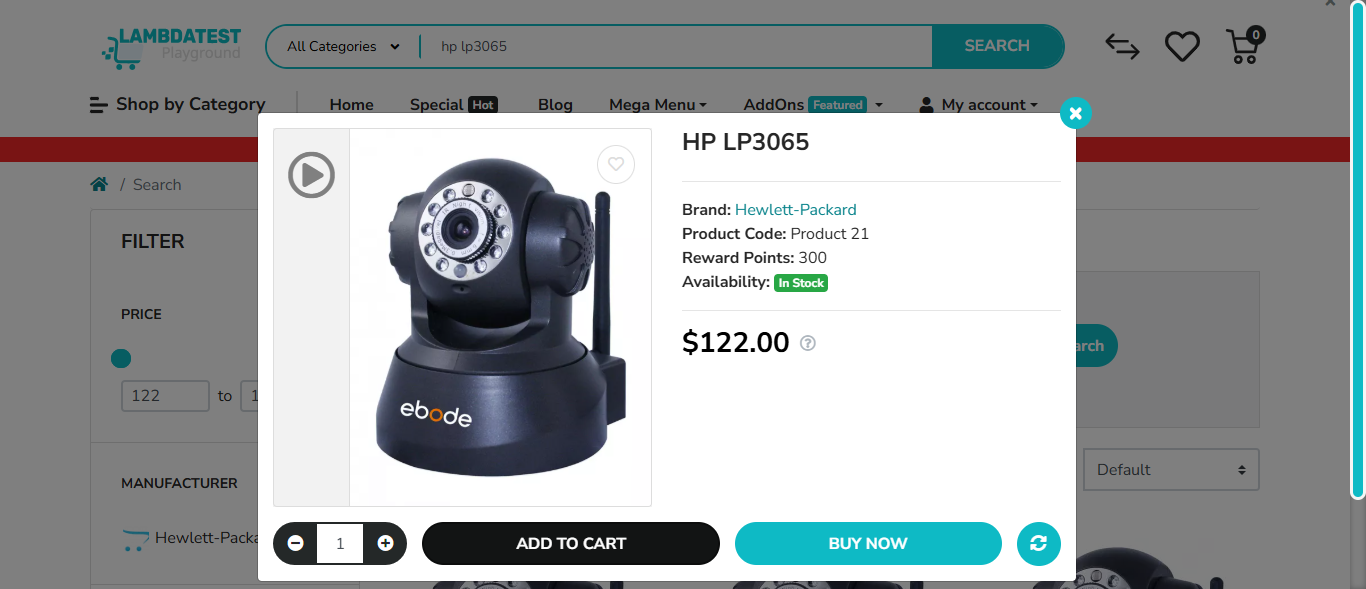 LAMBDATEST
Playground
All Categories
hp lp3065
SEARCH
0
Shop by Category
Home
Special Hot
Blog
Mega Menu
AddOns Featured
My account
/ Search
FILTER
PRICE
122 to 1
MANUFACTURER
Hewlett-Packa
HP LP3065
Brand: Hewlett-Packard
Product Code: Product 21
Reward Points: 300
Availability: In Stock
$122.00
?
ebode
1
ADD TO CART
BUY NOW
arch
Default